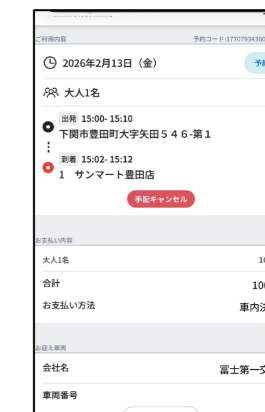 ご利用内容 予約コード:17707934360
2026年2月13日（金）
大人1名
出発 15:00- 15:10
下関市豊田町大字矢田５４６-第１
到着 15:02- 15:12
1 サンマート豊田店
手配キャンセル
お支払い内容
大人1名
合計
お支払い方法 車内
お迎え車両
会社名 富士第一交
車両番号